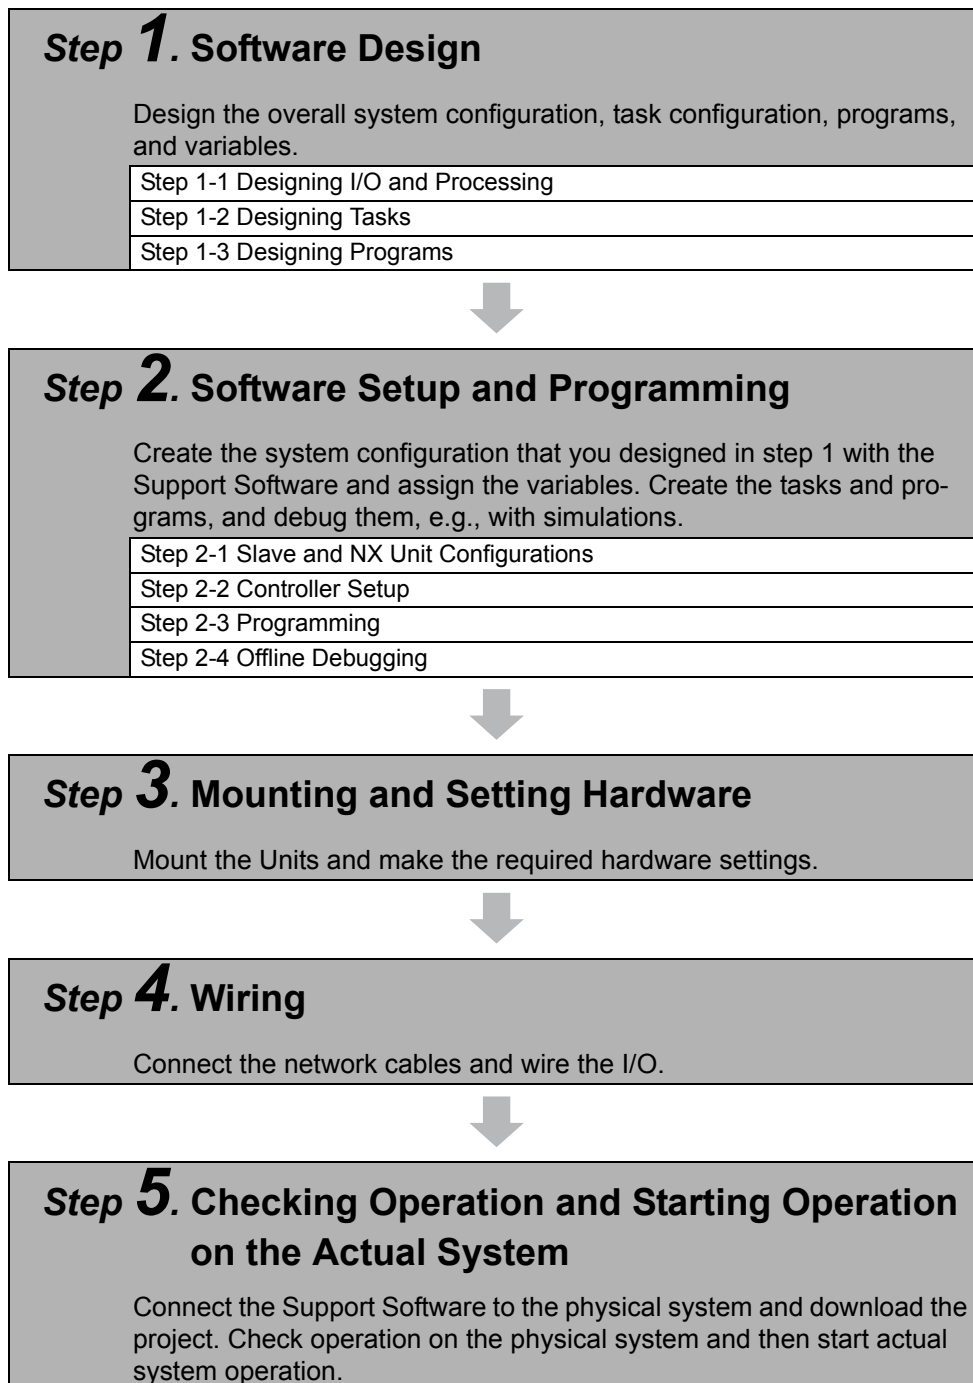 Step 1. Software Design
Design the overall system configuration, task configuration, programs,
and variables.
Step 1-1 Designing I/O and Processing
Step 1-2 Designing Tasks
Step 1-3 Designing Programs
Step 2. Software Setup and Programming
Create the system configuration that you designed in step 1 with the
Support Software and assign the variables. Create the tasks and pro-
grams, and debug them, e.g., with simulations.
Step 2-1 Slave and NX Unit Configurations
Step 2-2 Controller Setup
Step 2-3 Programming
Step 2-4 Offline Debugging
Step 3. Mounting and Setting Hardware
Mount the Units and make the required hardware settings.
Step 4. Wiring
Connect the network cables and wire the I/O.
Step 5. Checking Operation and Starting Operation
on the Actual System
Connect the Support Software to the physical system and download the
project. Check operation on the physical system and then start actual
system operation.